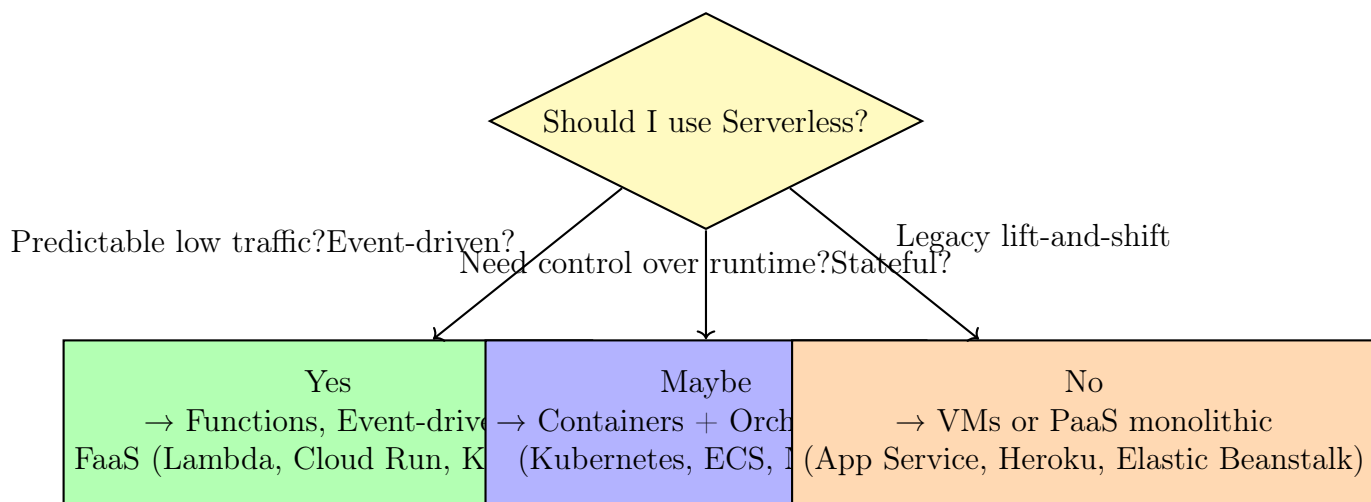 Should I use Serverless?
Predictable low traffic?Event-driven?
Need control over runtime?Stateful?
Legacy lift-and-shift
Yes
→ Functions, Event-drive
FaaS (Lambda, Cloud Run, K
Maybe
→ Containers + Orch
(Kubernetes, ECS,
No
→ VMs or PaaS monolithic
(App Service, Heroku, Elastic Beanstalk)